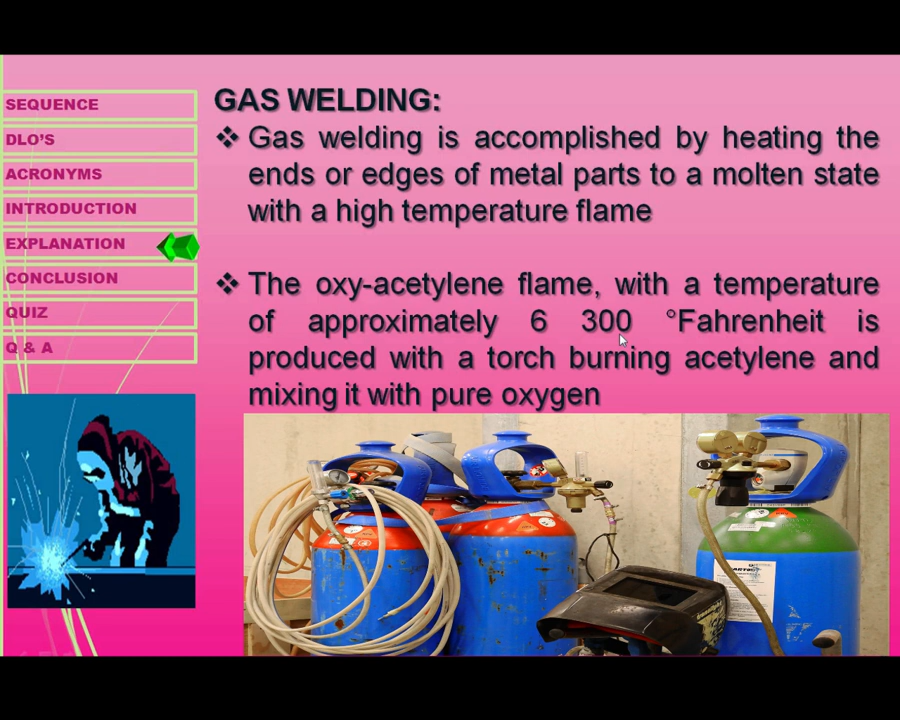 SEQUENCE
DLO'S
ACRONYMS
INTRODUCTION
EXPLANATION
CONCLUSION
QUIZ
Q & A
GAS WELDING:
❖ Gas welding is accomplished by heating the
ends or edges of metal parts to a molten state
with a high temperature flame
❖ The oxy-acetylene flame, with a temperature
of approximately 6 300 °Fahrenheit is
produced with a torch burning acetylene and
mixing it with pure oxygen